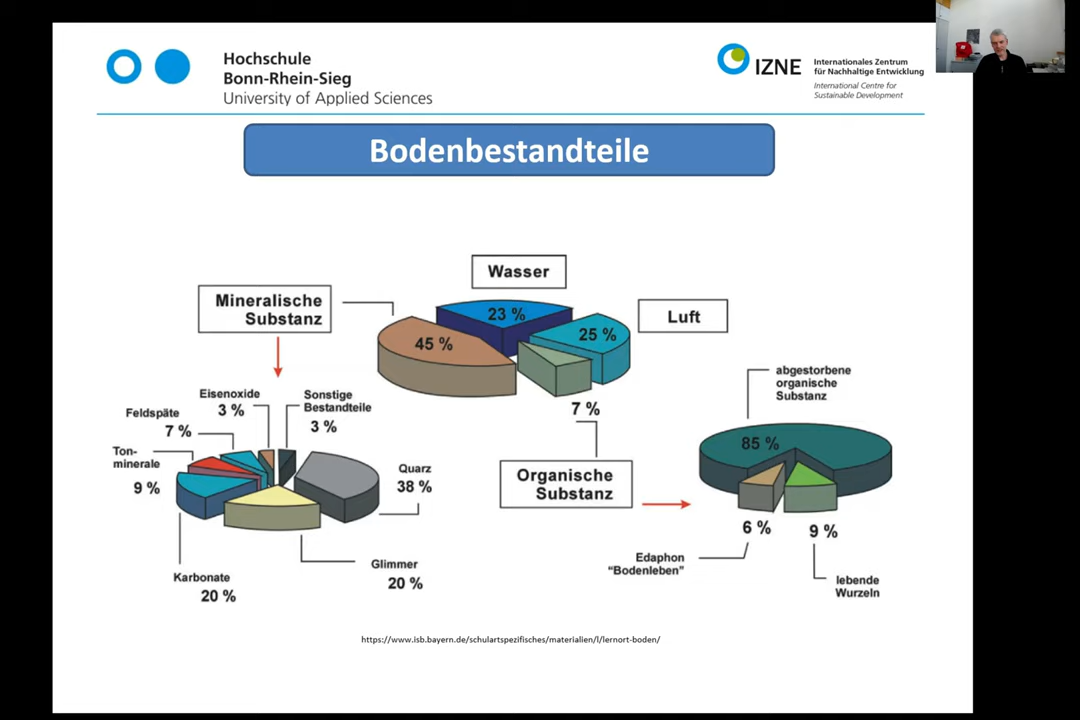 Hochschule
Bonn-Rhein-Sieg
University of Applied Sciences
IZNE
Internationales Zentrum
für Nachhaltige Entwicklung
International Centre for
Sustainable Development
Bodenbestandteile
Wasser
23 %
Mineralische
Substanz
45 %
Luft
25 %
7 %
Organische
Substanz
Eisenoxide
3 %
Sonstige
Bestandteile
3 %
Feldspäte
7 %
Ton-
minerale
9 %
Quarz
38 %
Glimmer
20 %
Karbonate
20 %
abgestorbene
organische
Substanz
85 %
6 %
9 %
Edaphon
"Bodenleben"
lebende
Wurzeln
https://www.isb.bayern.de/schulartspezifisches/materialien/l/lernort-boden/